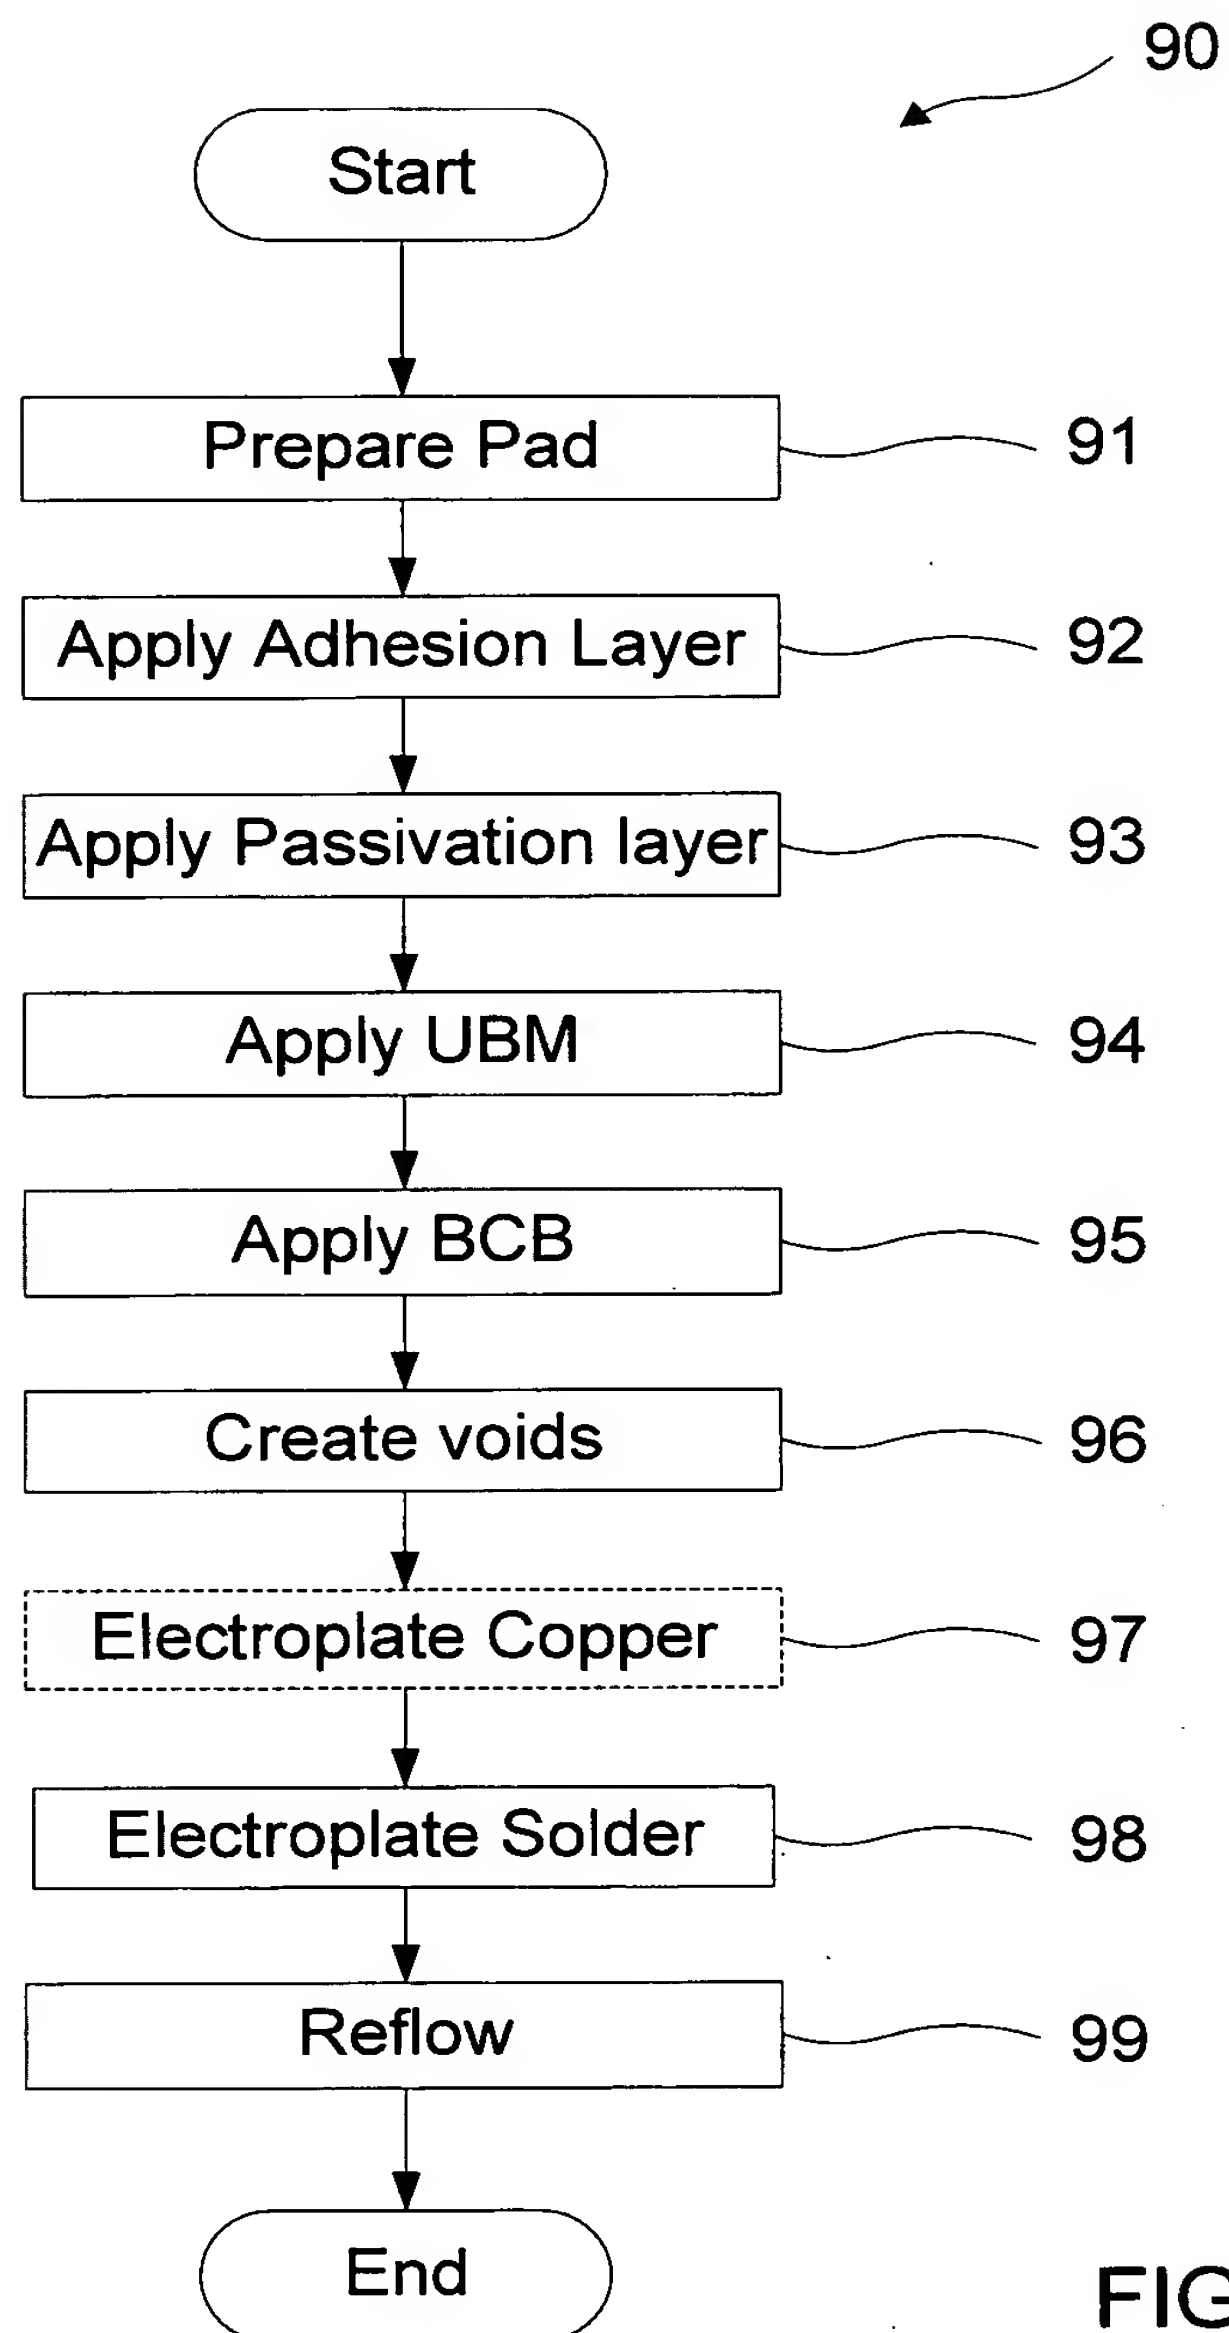 90
Start
Prepare Pad 91
Apply Adhesion Layer 92
Apply Passivation layer 93
Apply UBM 94
Apply BCB 95
Create voids 96
Electroplate Copper 97
Electroplate Solder 98
Reflow 99
End
FIG